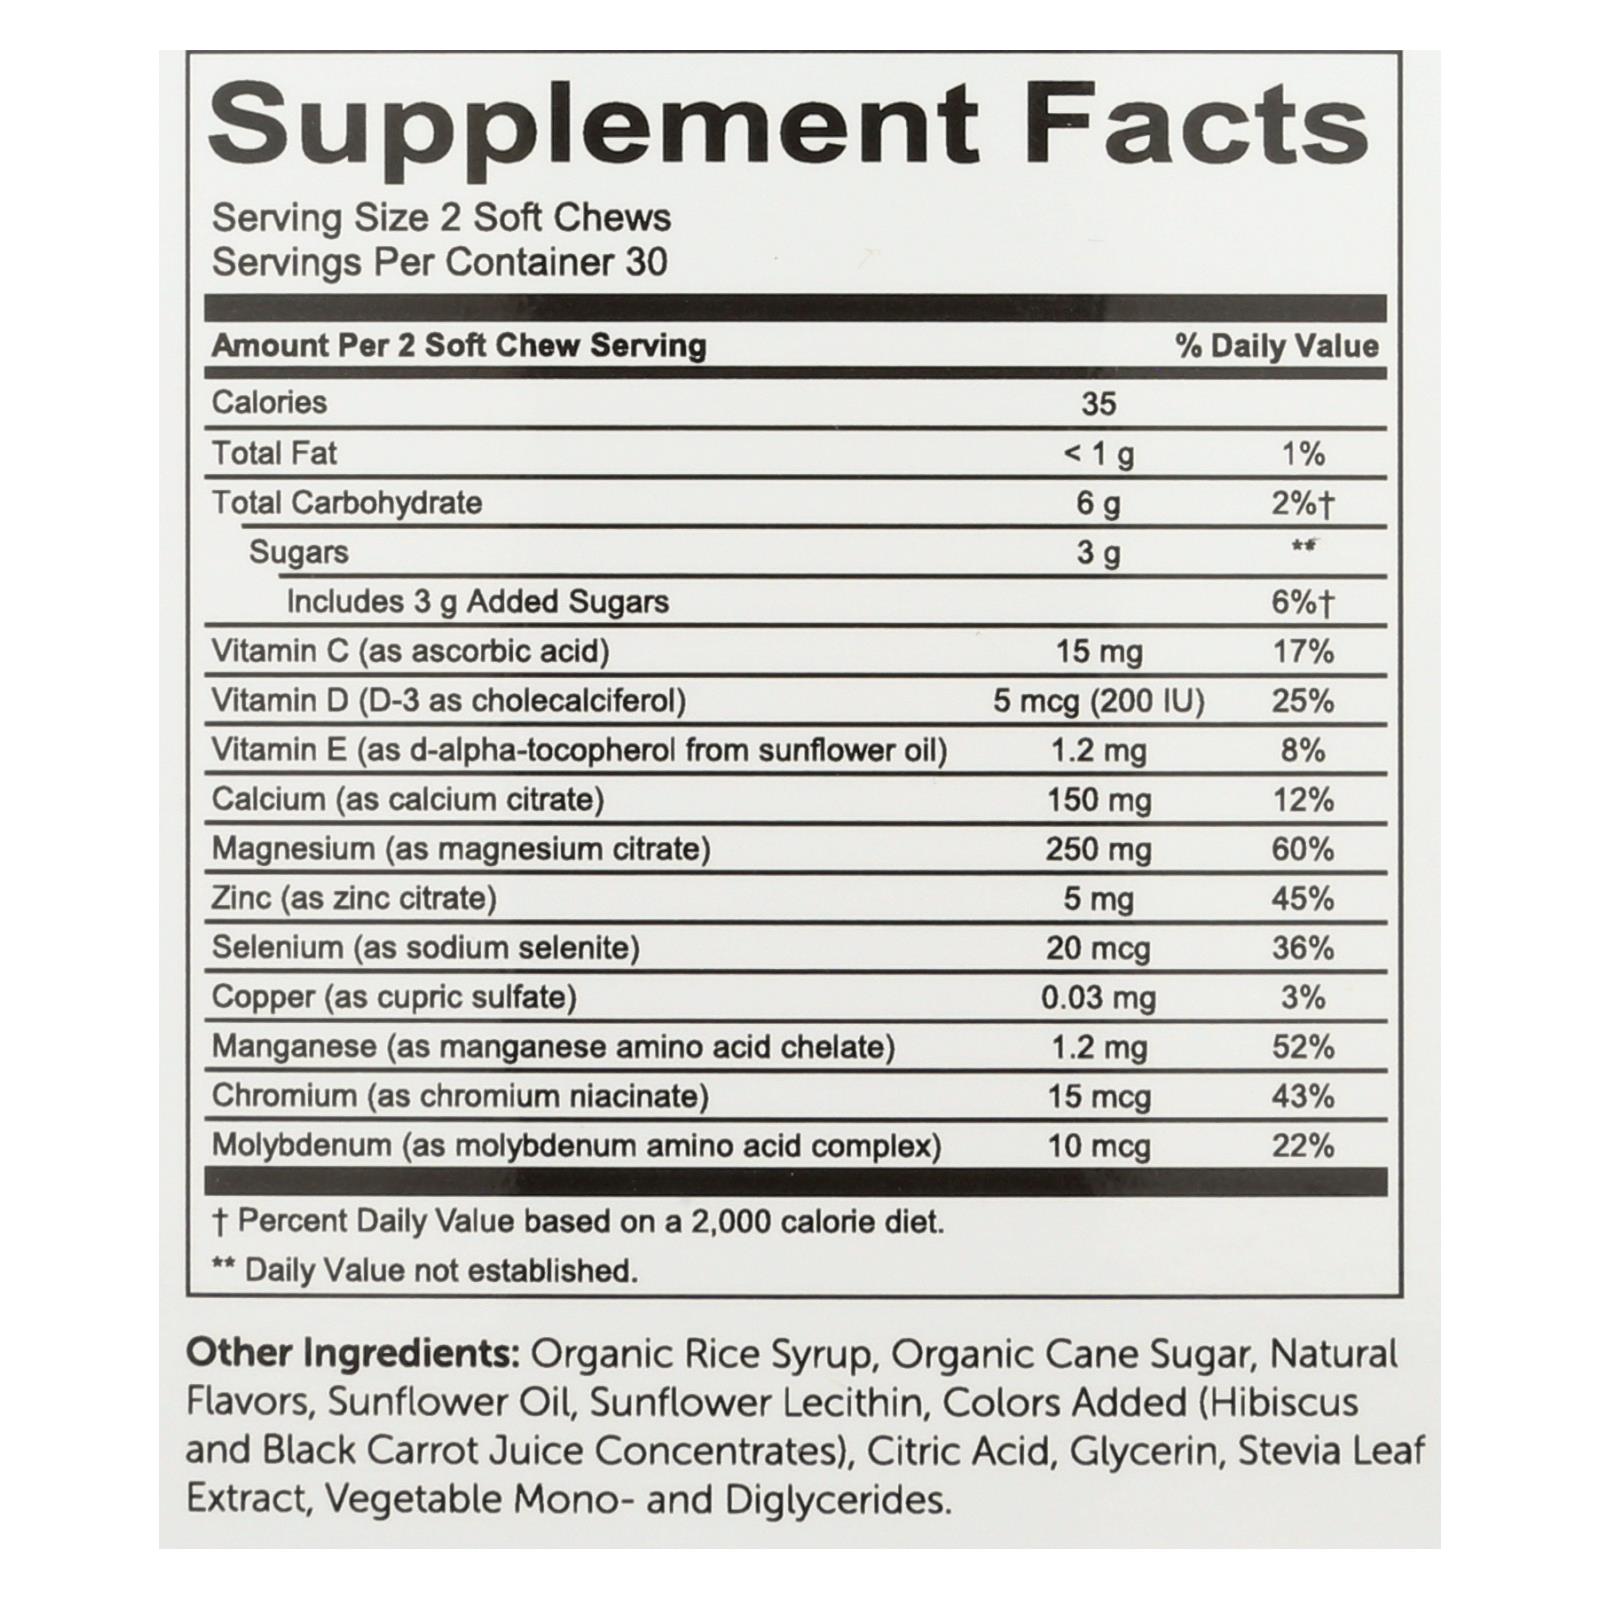 Supplement Facts
Serving Size 2 Soft Chews
Servings Per Container 30
Amount Per 2 Soft Chew Serving % Daily Value
Calories 35
Total Fat < 1 g 1%
Total Carbohydrate 6 g 2%†
Sugars 3 g **
Includes 3 g Added Sugars 6%†
Vitamin C (as ascorbic acid) 15 mg 17%
Vitamin D (D-3 as cholecalciferol) 5 mcg (200 IU) 25%
Vitamin E (as d-alpha-tocopherol from sunflower oil) 1.2 mg 8%
Calcium (as calcium citrate) 150 mg 12%
Magnesium (as magnesium citrate) 250 mg 60%
Zinc (as zinc citrate) 5 mg 45%
Selenium (as sodium selenite) 20 mcg 36%
Copper (as cupric sulfate) 0.03 mg 3%
Manganese (as manganese amino acid chelate) 1.2 mg 52%
Chromium (as chromium niacinate) 15 mcg 43%
Molybdenum (as molybdenum amino acid complex) 10 mcg 22%
† Percent Daily Value based on a 2,000 calorie diet.
** Daily Value not established.
Other Ingredients: Organic Rice Syrup, Organic Cane Sugar, Natural
Flavors, Sunflower Oil, Sunflower Lecithin, Colors Added (Hibiscus
and Black Carrot Juice Concentrates), Citric Acid, Glycerin, Stevia Leaf
Extract, Vegetable Mono- and Diglycerides.